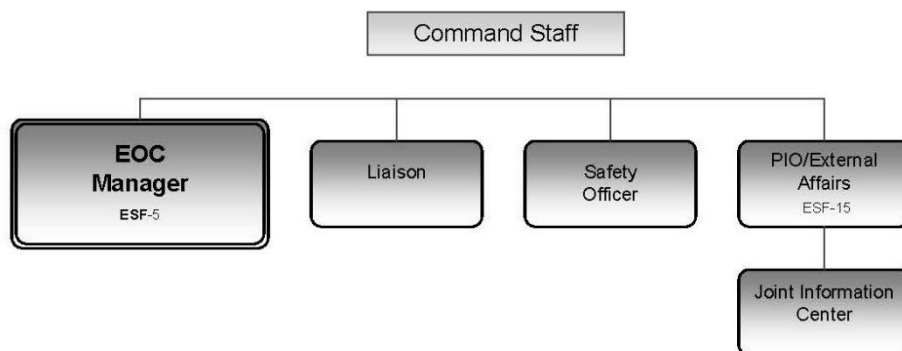 Command Staff
EOC
Manager
ESF-5
Liaison
Safety
Officer
PIO/External
Affairs
ESF-15
Joint Information
Center